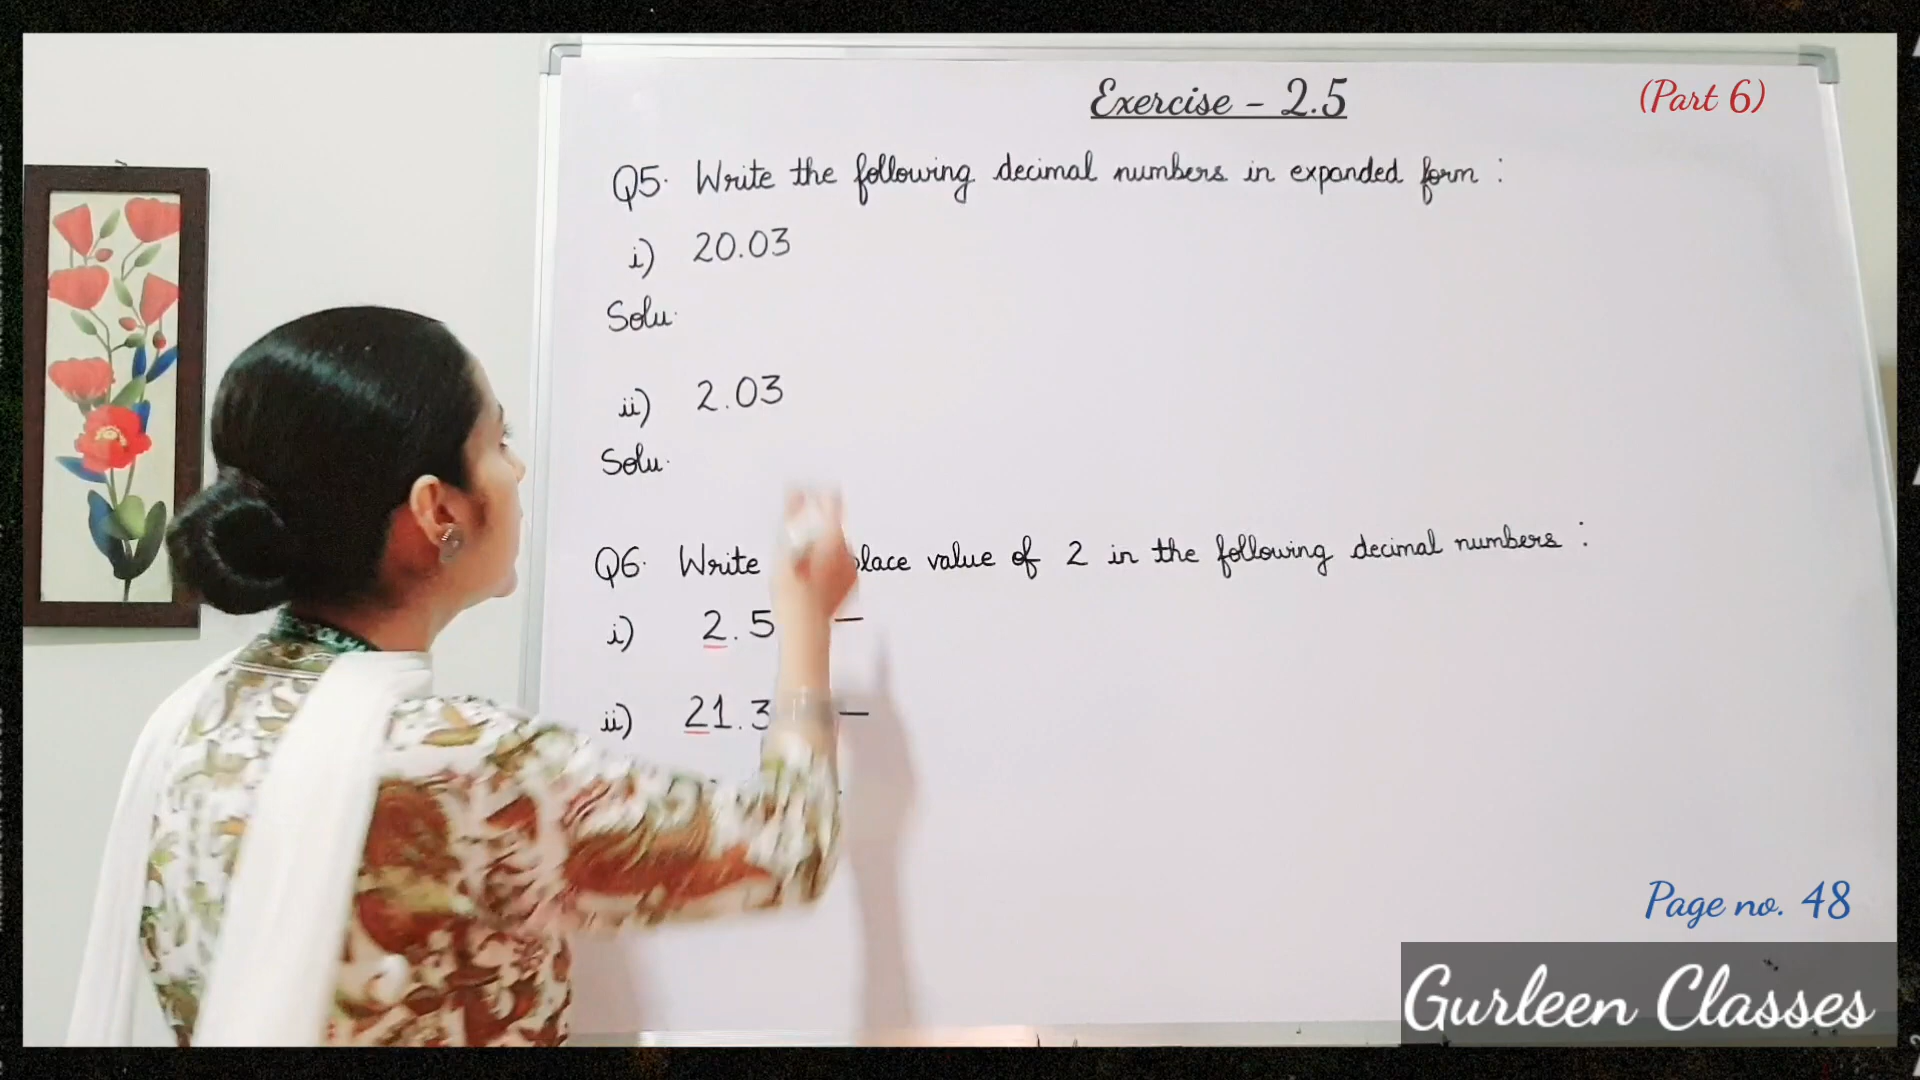 Exercise - 2.5
(Part 6)
Q5. Write the following decimal numbers in expanded form :
i) 20.03
Solu.
ii) 2.03
Solu.
Q6. Write value of 2 in the following decimal numbers :
i) 2.5 –
ii) 21.3 –
Page no. 48
Gurleen Classes